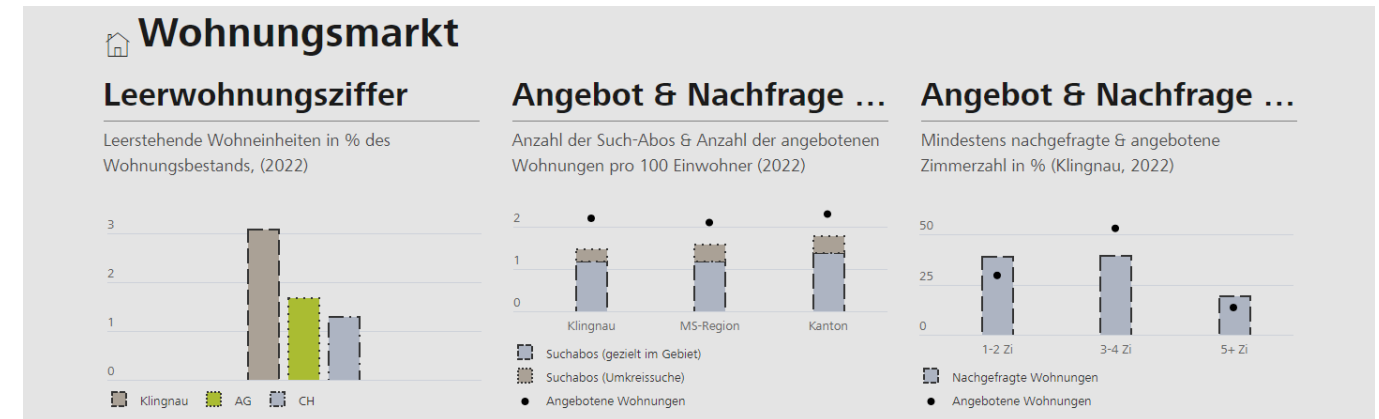 Wohnungsmarkt
Leerwohnungsziffer
Leerstehende Wohneinheiten in % des
Wohnungsbestands, (2022)
3
2
1
0
Klingnau AG CH
Angebot & Nachfrage ...
Anzahl der Such-Abos & Anzahl der angebotenen
Wohnungen pro 100 Einwohner (2022)
2
1
0
Klingnau MS-Region Kanton
Suchabos (gezielt im Gebiet)
Suchabos (Umkreissuche)
Angebotene Wohnungen
Angebot & Nachfrage ...
Mindestens nachgefragte & angebotene
Zimmerzahl in % (Klingnau, 2022)
50
25
0
1-2 Zi 3-4 Zi 5+ Zi
Nachgefragte Wohnungen
Angebotene Wohnungen